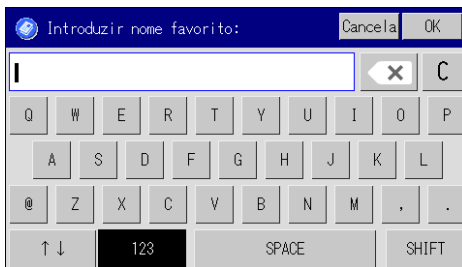 Introduzir nome favorito: Cancela OK
C
Q W E R T Y U I O P
A S D F G H J K L
@ Z X C V B N M , .
↑↓ 123 SPACE SHIFT